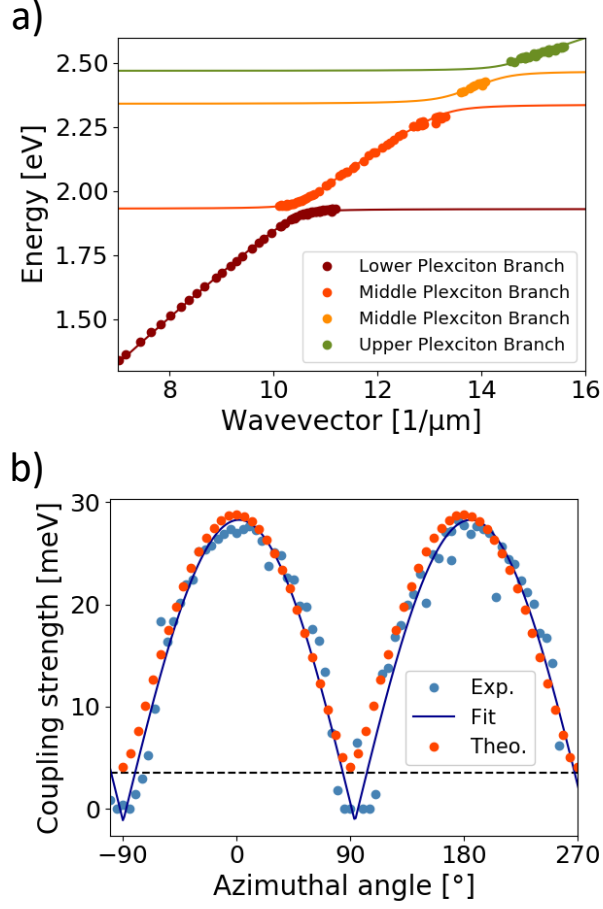 a)
2.50
2.25
2.00
1.75
1.50
Energy [eV]
Lower Plexciton Branch
Middle Plexciton Branch
Middle Plexciton Branch
Upper Plexciton Branch
8 10 12 14 16
Wavevector [1/μm]
b)
30
20
10
0
Coupling strength [meV]
Exp.
Fit
Theo.
−90 0 90 180 270
Azimuthal angle [°]